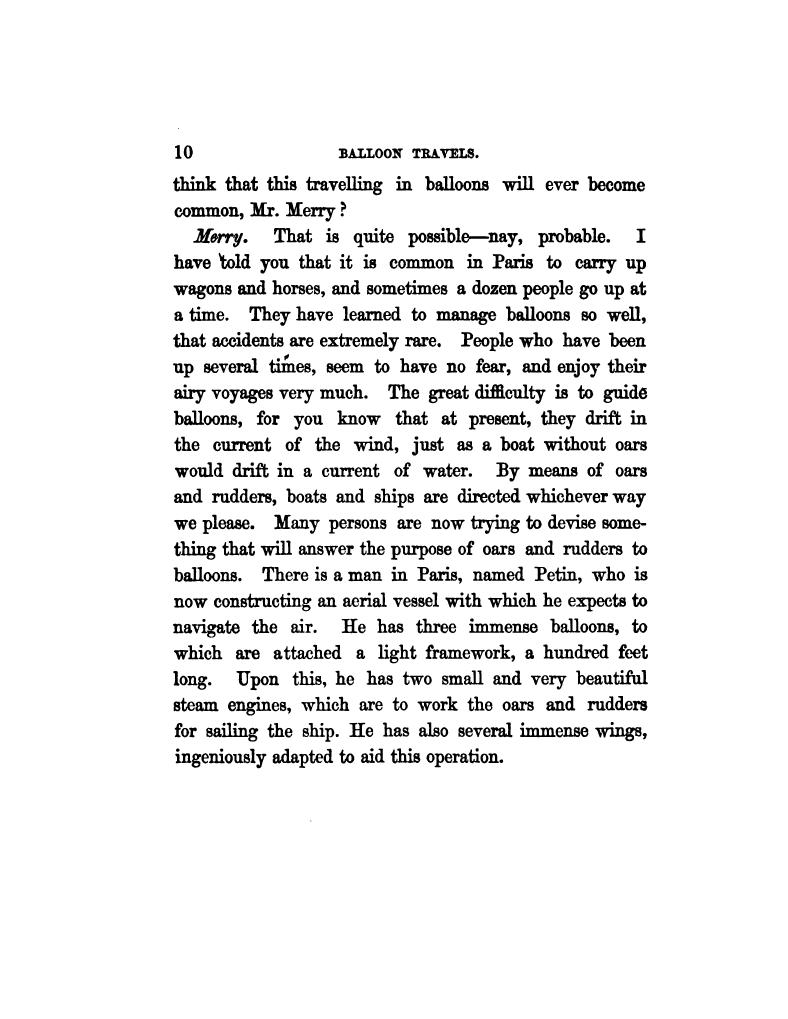 10 BALLOON TRAVELS.
think that this travelling in balloons will ever become
common, Mr. Merry?
Merry. That is quite possible—nay, probable. I
have told you that it is common in Paris to carry up
wagons and horses, and sometimes a dozen people go up at
a time. They have learned to manage balloons so well,
that accidents are extremely rare. People who have been
up several times, seem to have no fear, and enjoy their
airy voyages very much. The great difficulty is to guide
balloons, for you know that at present, they drift in
the current of the wind, just as a boat without oars
would drift in a current of water. By means of oars
and rudders, boats and ships are directed whichever way
we please. Many persons are now trying to devise some-
thing that will answer the purpose of oars and rudders to
balloons. There is a man in Paris, named Petin, who is
now constructing an aerial vessel with which he expects to
navigate the air. He has three immense balloons, to
which are attached a light framework, a hundred feet
long. Upon this, he has two small and very beautiful
steam engines, which are to work the oars and rudders
for sailing the ship. He has also several immense wings,
ingeniously adapted to aid this operation.